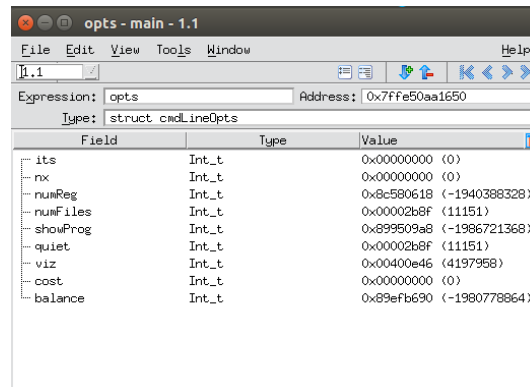 opts - main - 1.1
File Edit View Tools Window Help
1.1
Expression: opts Address: 0x7ffe50aa1650
Type: struct cmdLineOpts
Field Type Value
its Int_t 0x00000000 (0)
nx Int_t 0x00000000 (0)
numReg Int_t 0x8c580618 (-1940388328)
numFiles Int_t 0x00002b8f (11151)
showProg Int_t 0x899509a8 (-1986721368)
quiet Int_t 0x00002b8f (11151)
viz Int_t 0x00400e46 (4197958)
cost Int_t 0x00000000 (0)
balance Int_t 0x89efb690 (-1980778864)